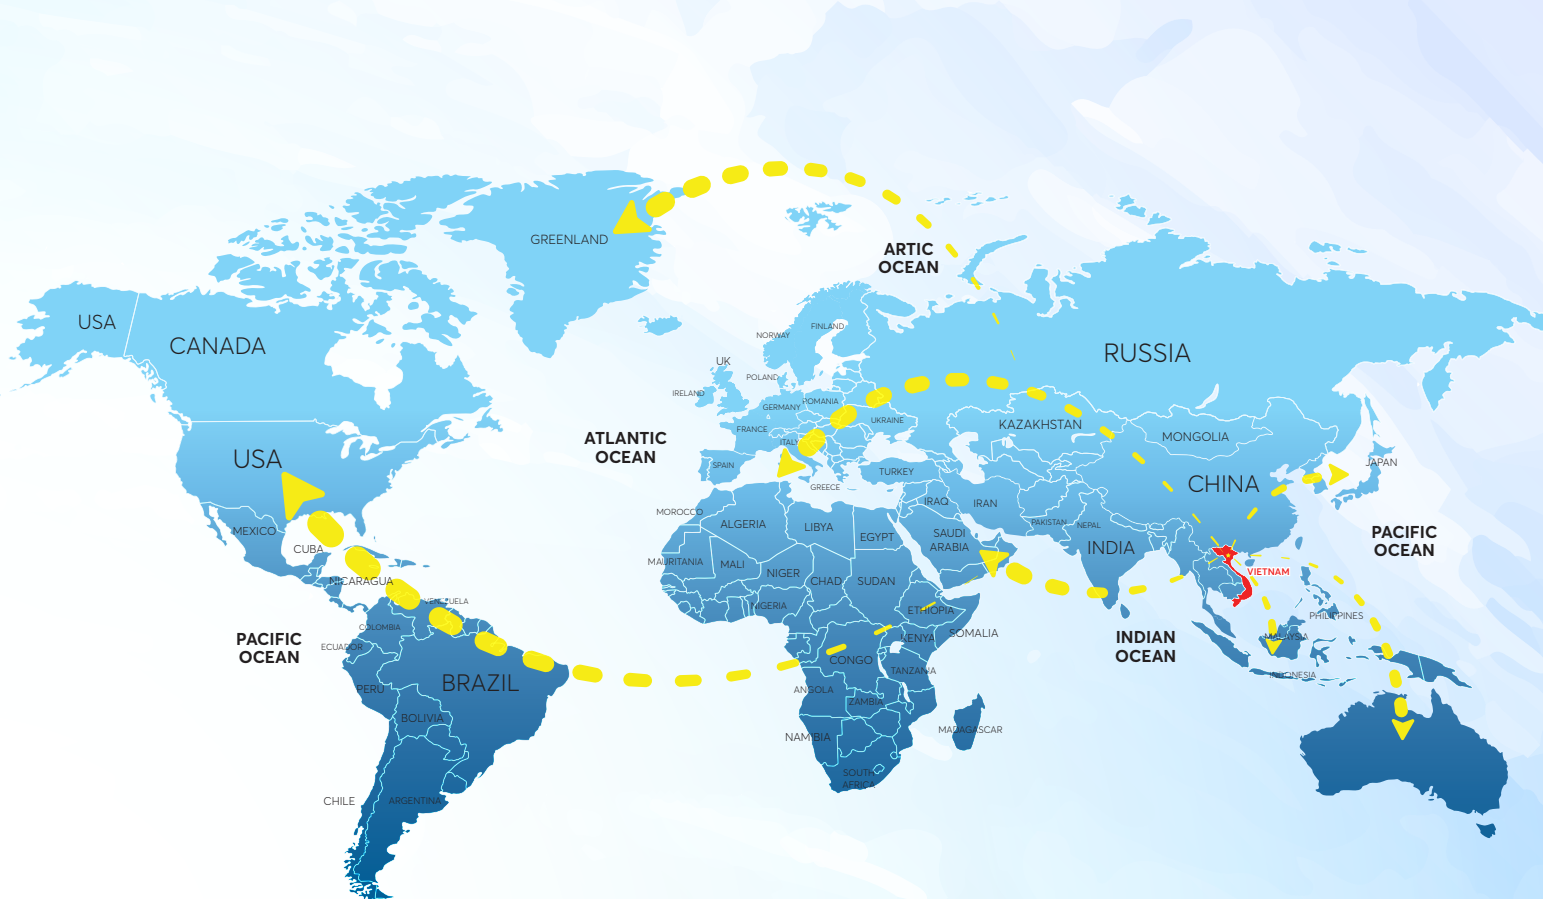 GREENLAND
ARTIC
OCEAN
USA
CANADA
RUSSIA
NORWAY
FINLAND
UK
IRELAND
POLAND
GERMANY
ROMANIA
FRANCE
UKRAINE
ITALY
SPAIN
GREECE
TURKEY
KAZAKHSTAN
MONGOLIA
CHINA
JAPAN
ATLANTIC
OCEAN
USA
MEXICO
CUBA
NICARAGUA
VENEZUELA
COLOMBIA
ECUADOR
PERU
BRAZIL
BOLIVIA
CHILE
ARGENTINA
PACIFIC
OCEAN
MOROCCO
ALGERIA
LIBYA
EGYPT
MAURITANIA
MALI
NIGER
CHAD
SUDAN
NIGERIA
ETHIOPIA
SOMALIA
KENYA
CONGO
TANZANIA
ANGOLA
ZAMBIA
NAMIBIA
MADAGASCAR
SOUTH
AFRICA
IRAQ
IRAN
SAUDI
ARABIA
PAKISTAN
NEPAL
INDIA
VIETNAM
PHILIPPINES
MALAYSIA
INDONESIA
INDIAN
OCEAN
PACIFIC
OCEAN